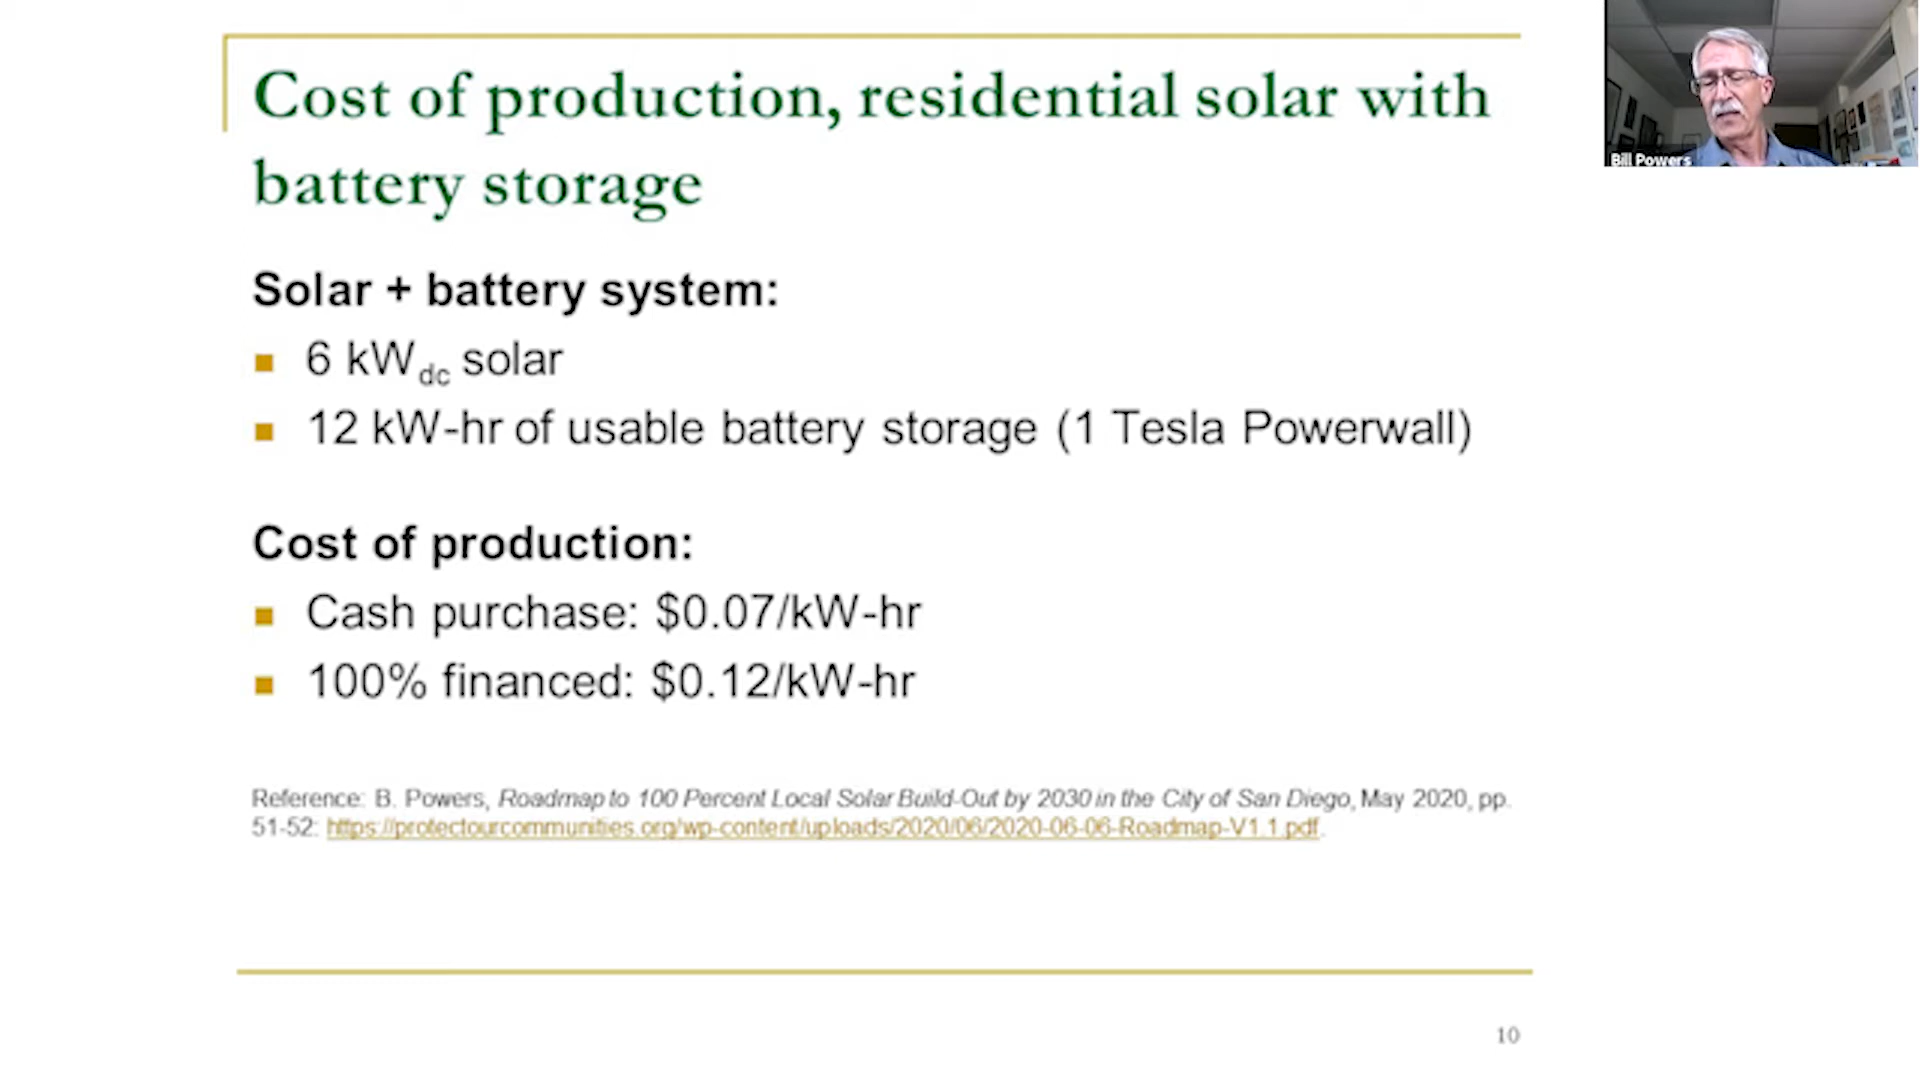 Cost of production, residential solar with
battery storage
Solar + battery system:
6 kWdc solar
12 kW-hr of usable battery storage (1 Tesla Powerwall)
Cost of production:
Cash purchase: $0.07/kW-hr
100% financed: $0.12/kW-hr
Reference: B. Powers, Roadmap to 100 Percent Local Solar Build-Out by 2030 in the City of San Diego, May 2020, pp.
51-52: https://protectourcommunities.org/wp-content/uploads/2020/06/2020-06-06-Roadmap-V1.1.pdf.
10
Bill Powers